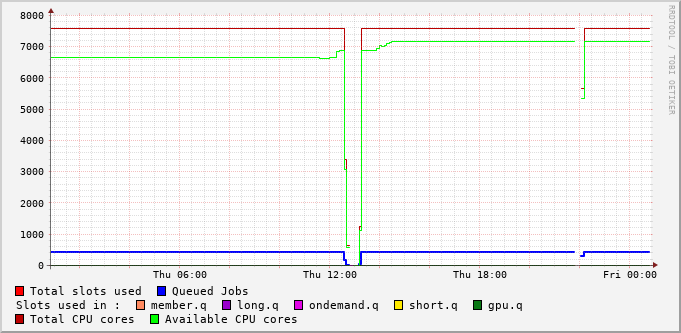 8000
7000
6000
5000
4000
3000
2000
1000
0
Thu 06:00 Thu 12:00 Thu 18:00 Fri 00:00
RRDTOOL / TOBI OETIKER
Total slots used Queued Jobs
Slots used in : member.q long.q ondemand.q short.q gpu.q
Total CPU cores Available CPU cores